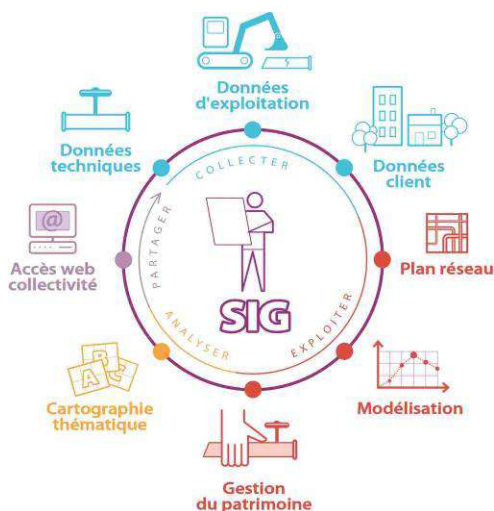 Données
d'exploitation
Données
techniques
Données
client
COLLECTER
PARTAGER
@
Accès web
collectivité
Plan réseau
SIG
ANALYSER
EXPLOITER
A
B
C
Cartographie
thématique
Modélisation
Gestion
du patrimoine